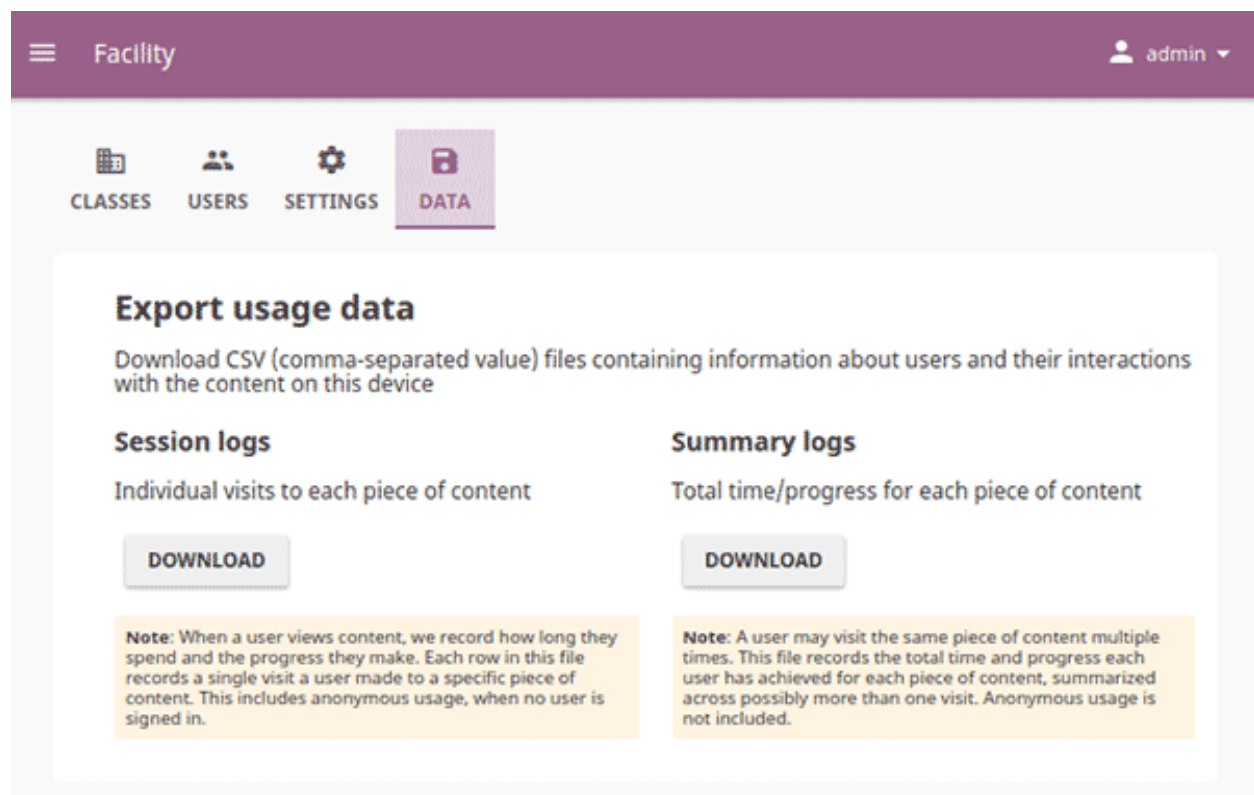 Facility
admin
CLASSES
USERS
SETTINGS
DATA
Export usage data
Download CSV (comma-separated value) files containing information about users and their interactions
with the content on this device
Session logs
Individual visits to each piece of content
DOWNLOAD
Note: When a user views content, we record how long they
spend and the progress they make. Each row in this file
records a single visit a user made to a specific piece of
content. This includes anonymous usage, when no user is
signed in.
Summary logs
Total time/progress for each piece of content
DOWNLOAD
Note: A user may visit the same piece of content multiple
times. This file records the total time and progress each
user has achieved for each piece of content, summarized
across possibly more than one visit. Anonymous usage is
not included.